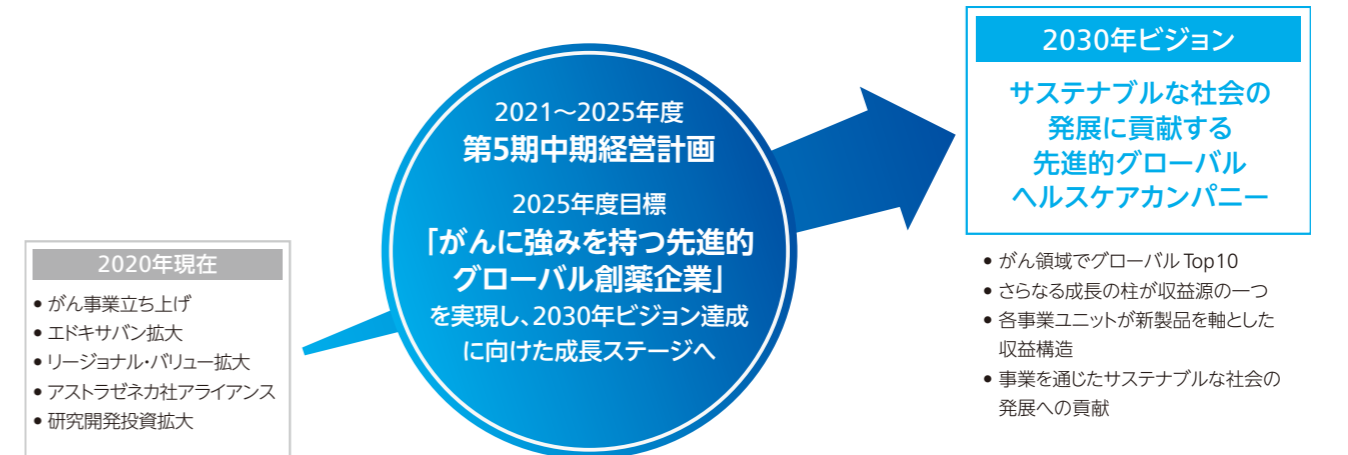 2020年現在
• がん事業立ち上げ
• エドキサバン拡大
• リージョナル・バリュー拡大
• アストラゼネカ社アライアンス
• 研究開発投資拡大
2021～2025年度
第5期中期経営計画
2025年度目標
「がんに強みを持つ先進的
グローバル創薬企業」
を実現し、2030年ビジョン達成
に向けた成長ステージへ
2030年ビジョン
サステナブルな社会の
発展に貢献する
先進的グローバル
ヘルスケアカンパニー
• がん領域でグローバル Top10
• さらなる成長の柱が収益源の一つ
• 各事業ユニットが新製品を軸とした
収益構造
• 事業を通じたサステナブルな社会の
発展への貢献